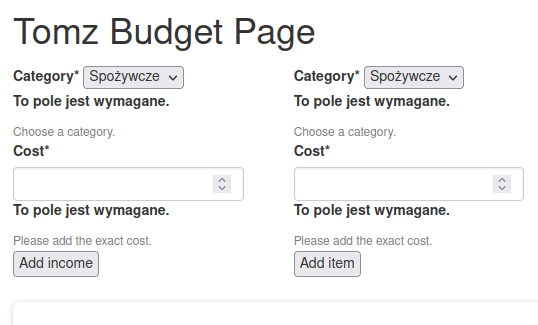 Tomz Budget Page
Category* Spożywcze
To pole jest wymagane.
Choose a category.
Cost*
To pole jest wymagane.
Please add the exact cost.
Add income
Category* Spożywcze
To pole jest wymagane.
Choose a category.
Cost*
To pole jest wymagane.
Please add the exact cost.
Add item